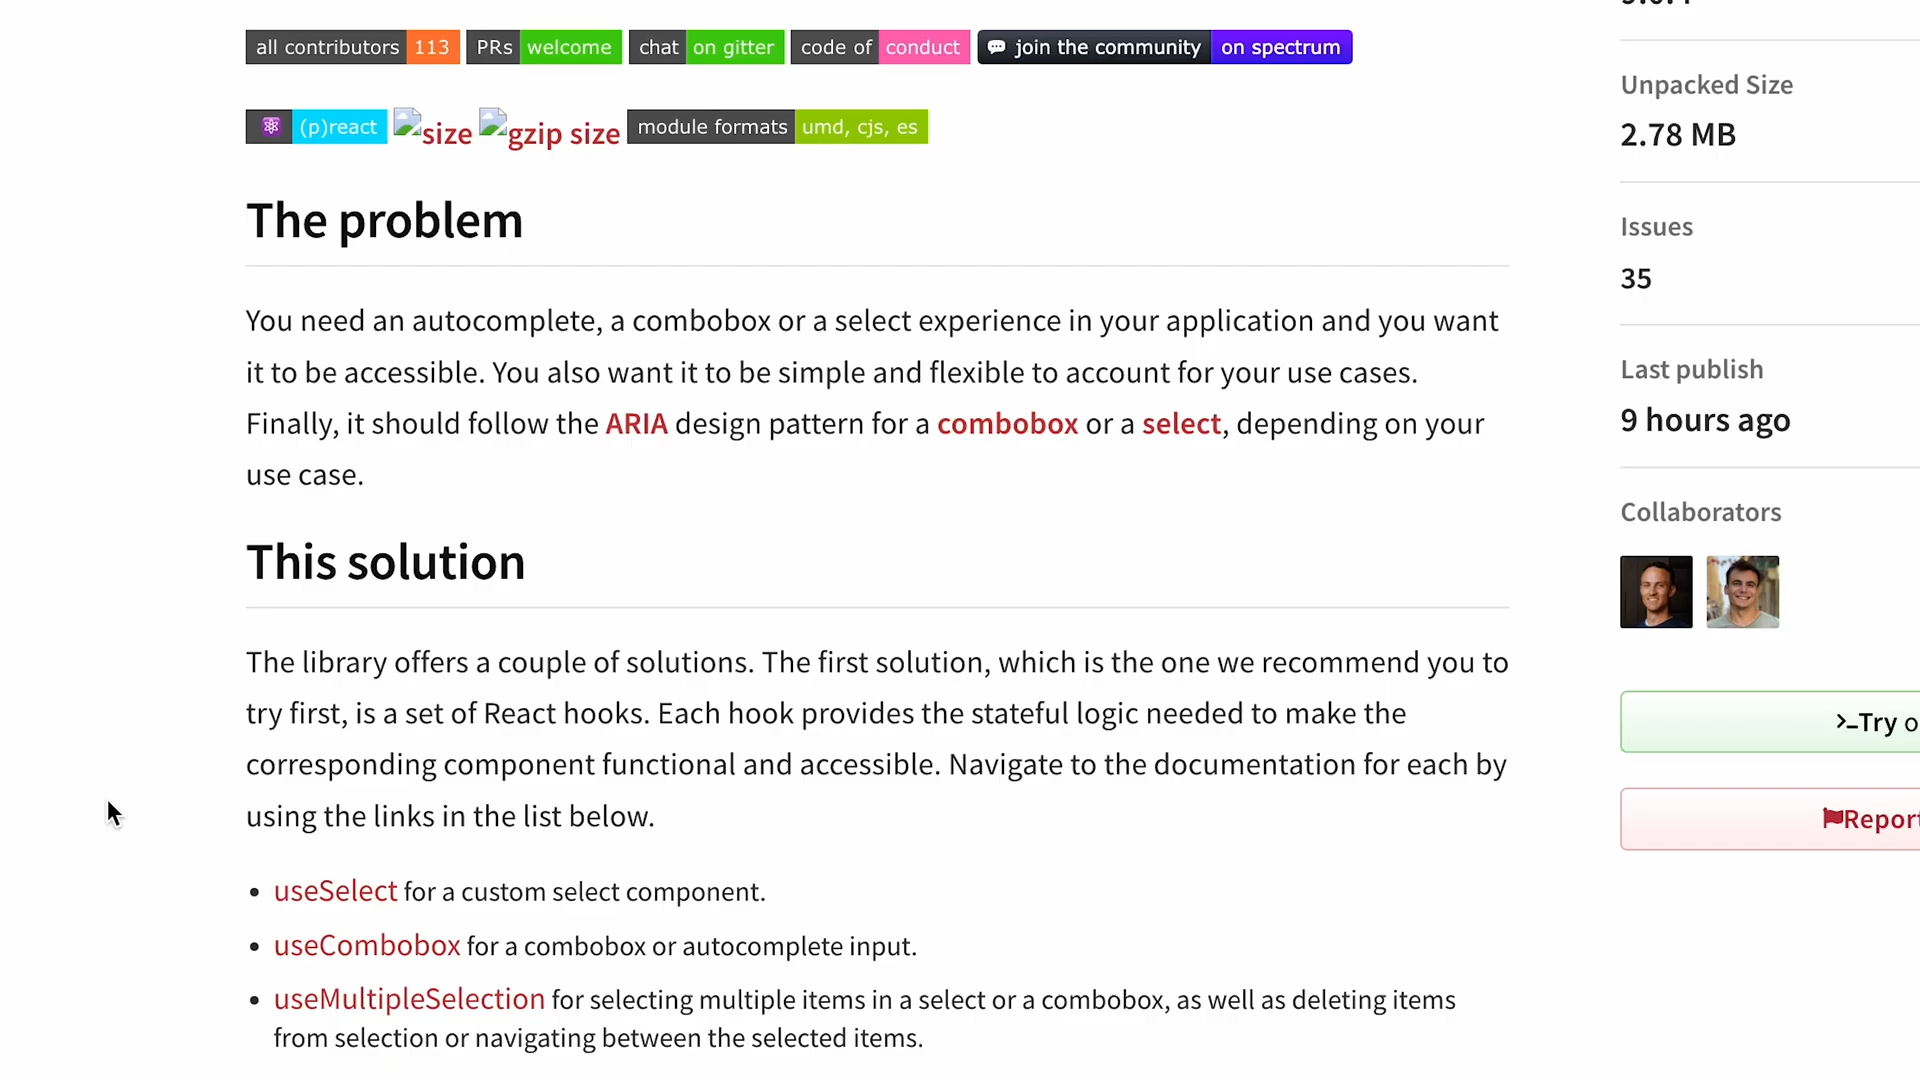 all contributors 113 PRs welcome chat on gitter code of conduct join the community on spectrum
(p)react size gzip size module formats umd, cjs, es
The problem
You need an autocomplete, a combobox or a select experience in your application and you want
it to be accessible. You also want it to be simple and flexible to account for your use cases.
Finally, it should follow the ARIA design pattern for a combobox or a select, depending on your
use case.
This solution
The library offers a couple of solutions. The first solution, which is the one we recommend you to
try first, is a set of React hooks. Each hook provides the stateful logic needed to make the
corresponding component functional and accessible. Navigate to the documentation for each by
using the links in the list below.
• useSelect for a custom select component.
• useCombobox for a combobox or autocomplete input.
• useMultipleSelection for selecting multiple items in a select or a combobox, as well as deleting items
from selection or navigating between the selected items.
Unpacked Size
2.78 MB
Issues
35
Last publish
9 hours ago
Collaborators
Try o
Report